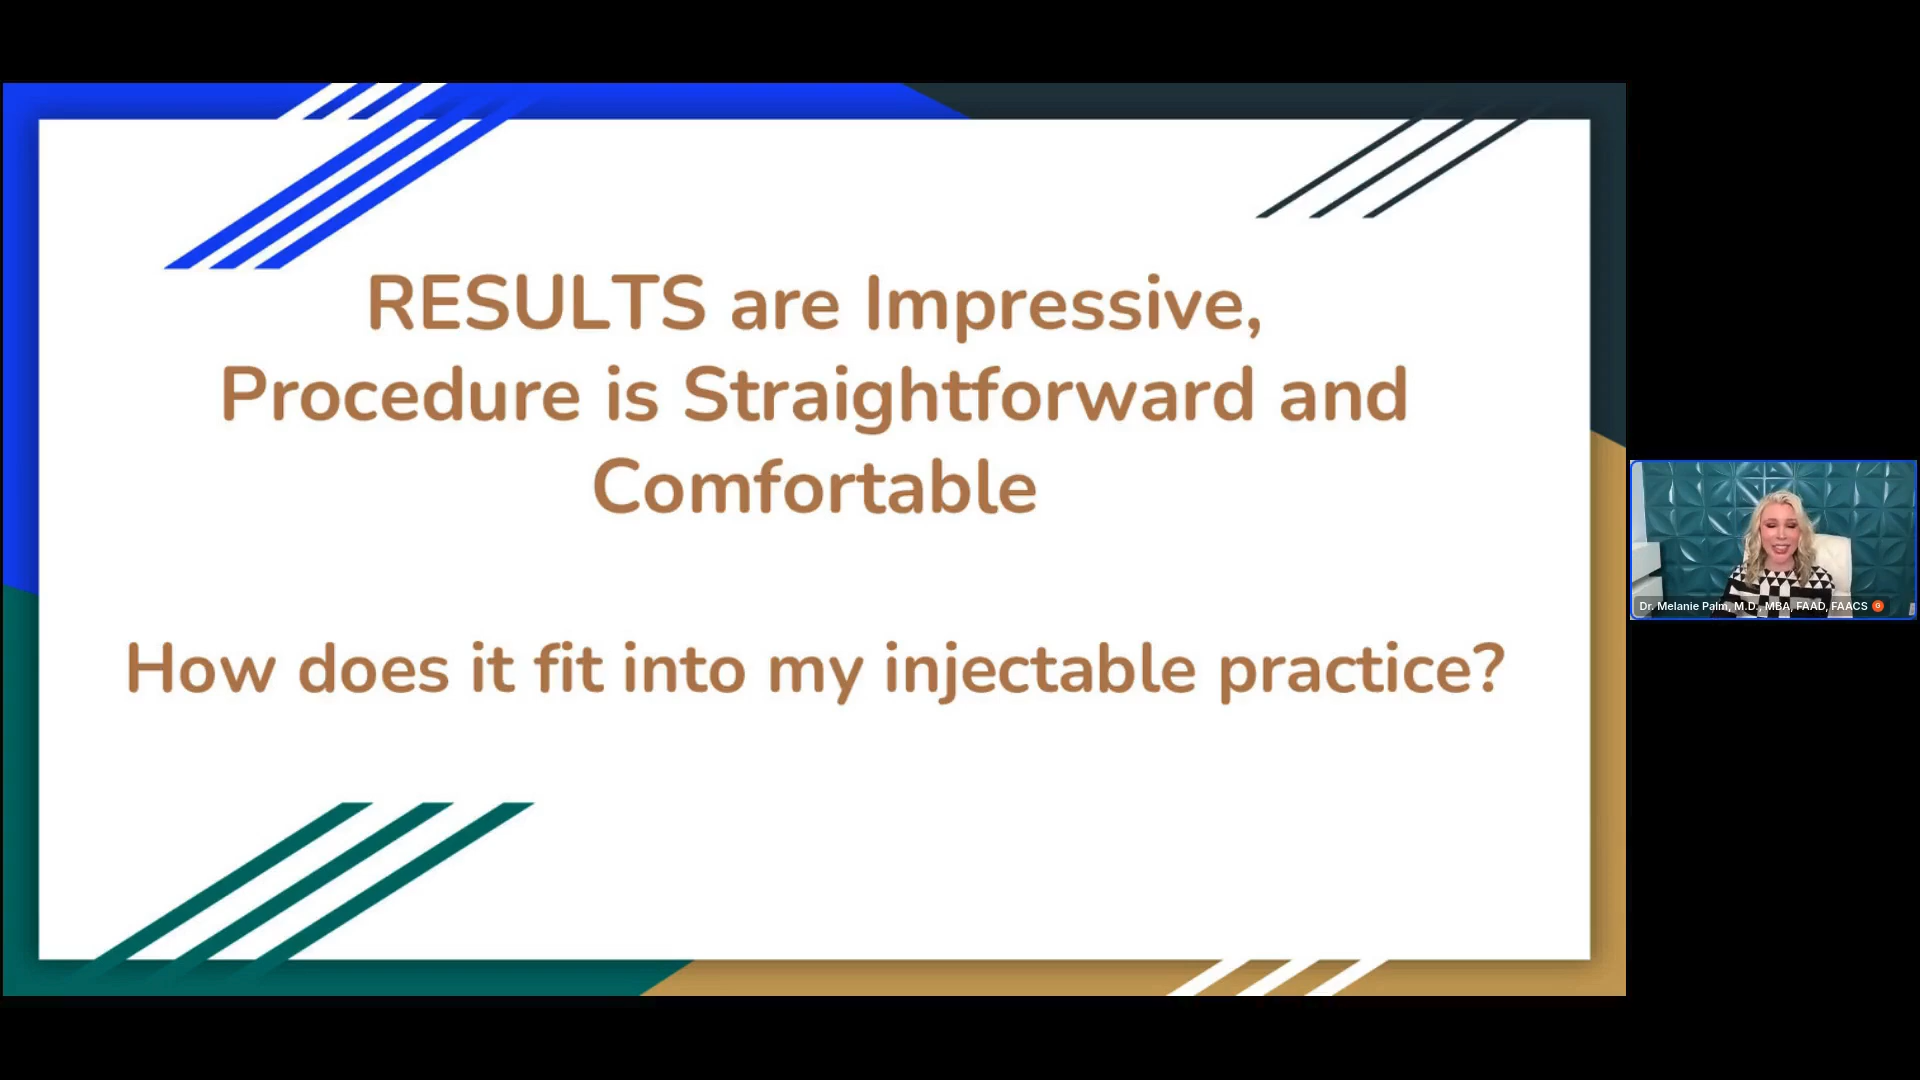 RESULTS are Impressive,
Procedure is Straightforward and
Comfortable
How does it fit into my injectable practice?
Dr. Melanie Palm, M.D., MBA, FAAD, FAACS